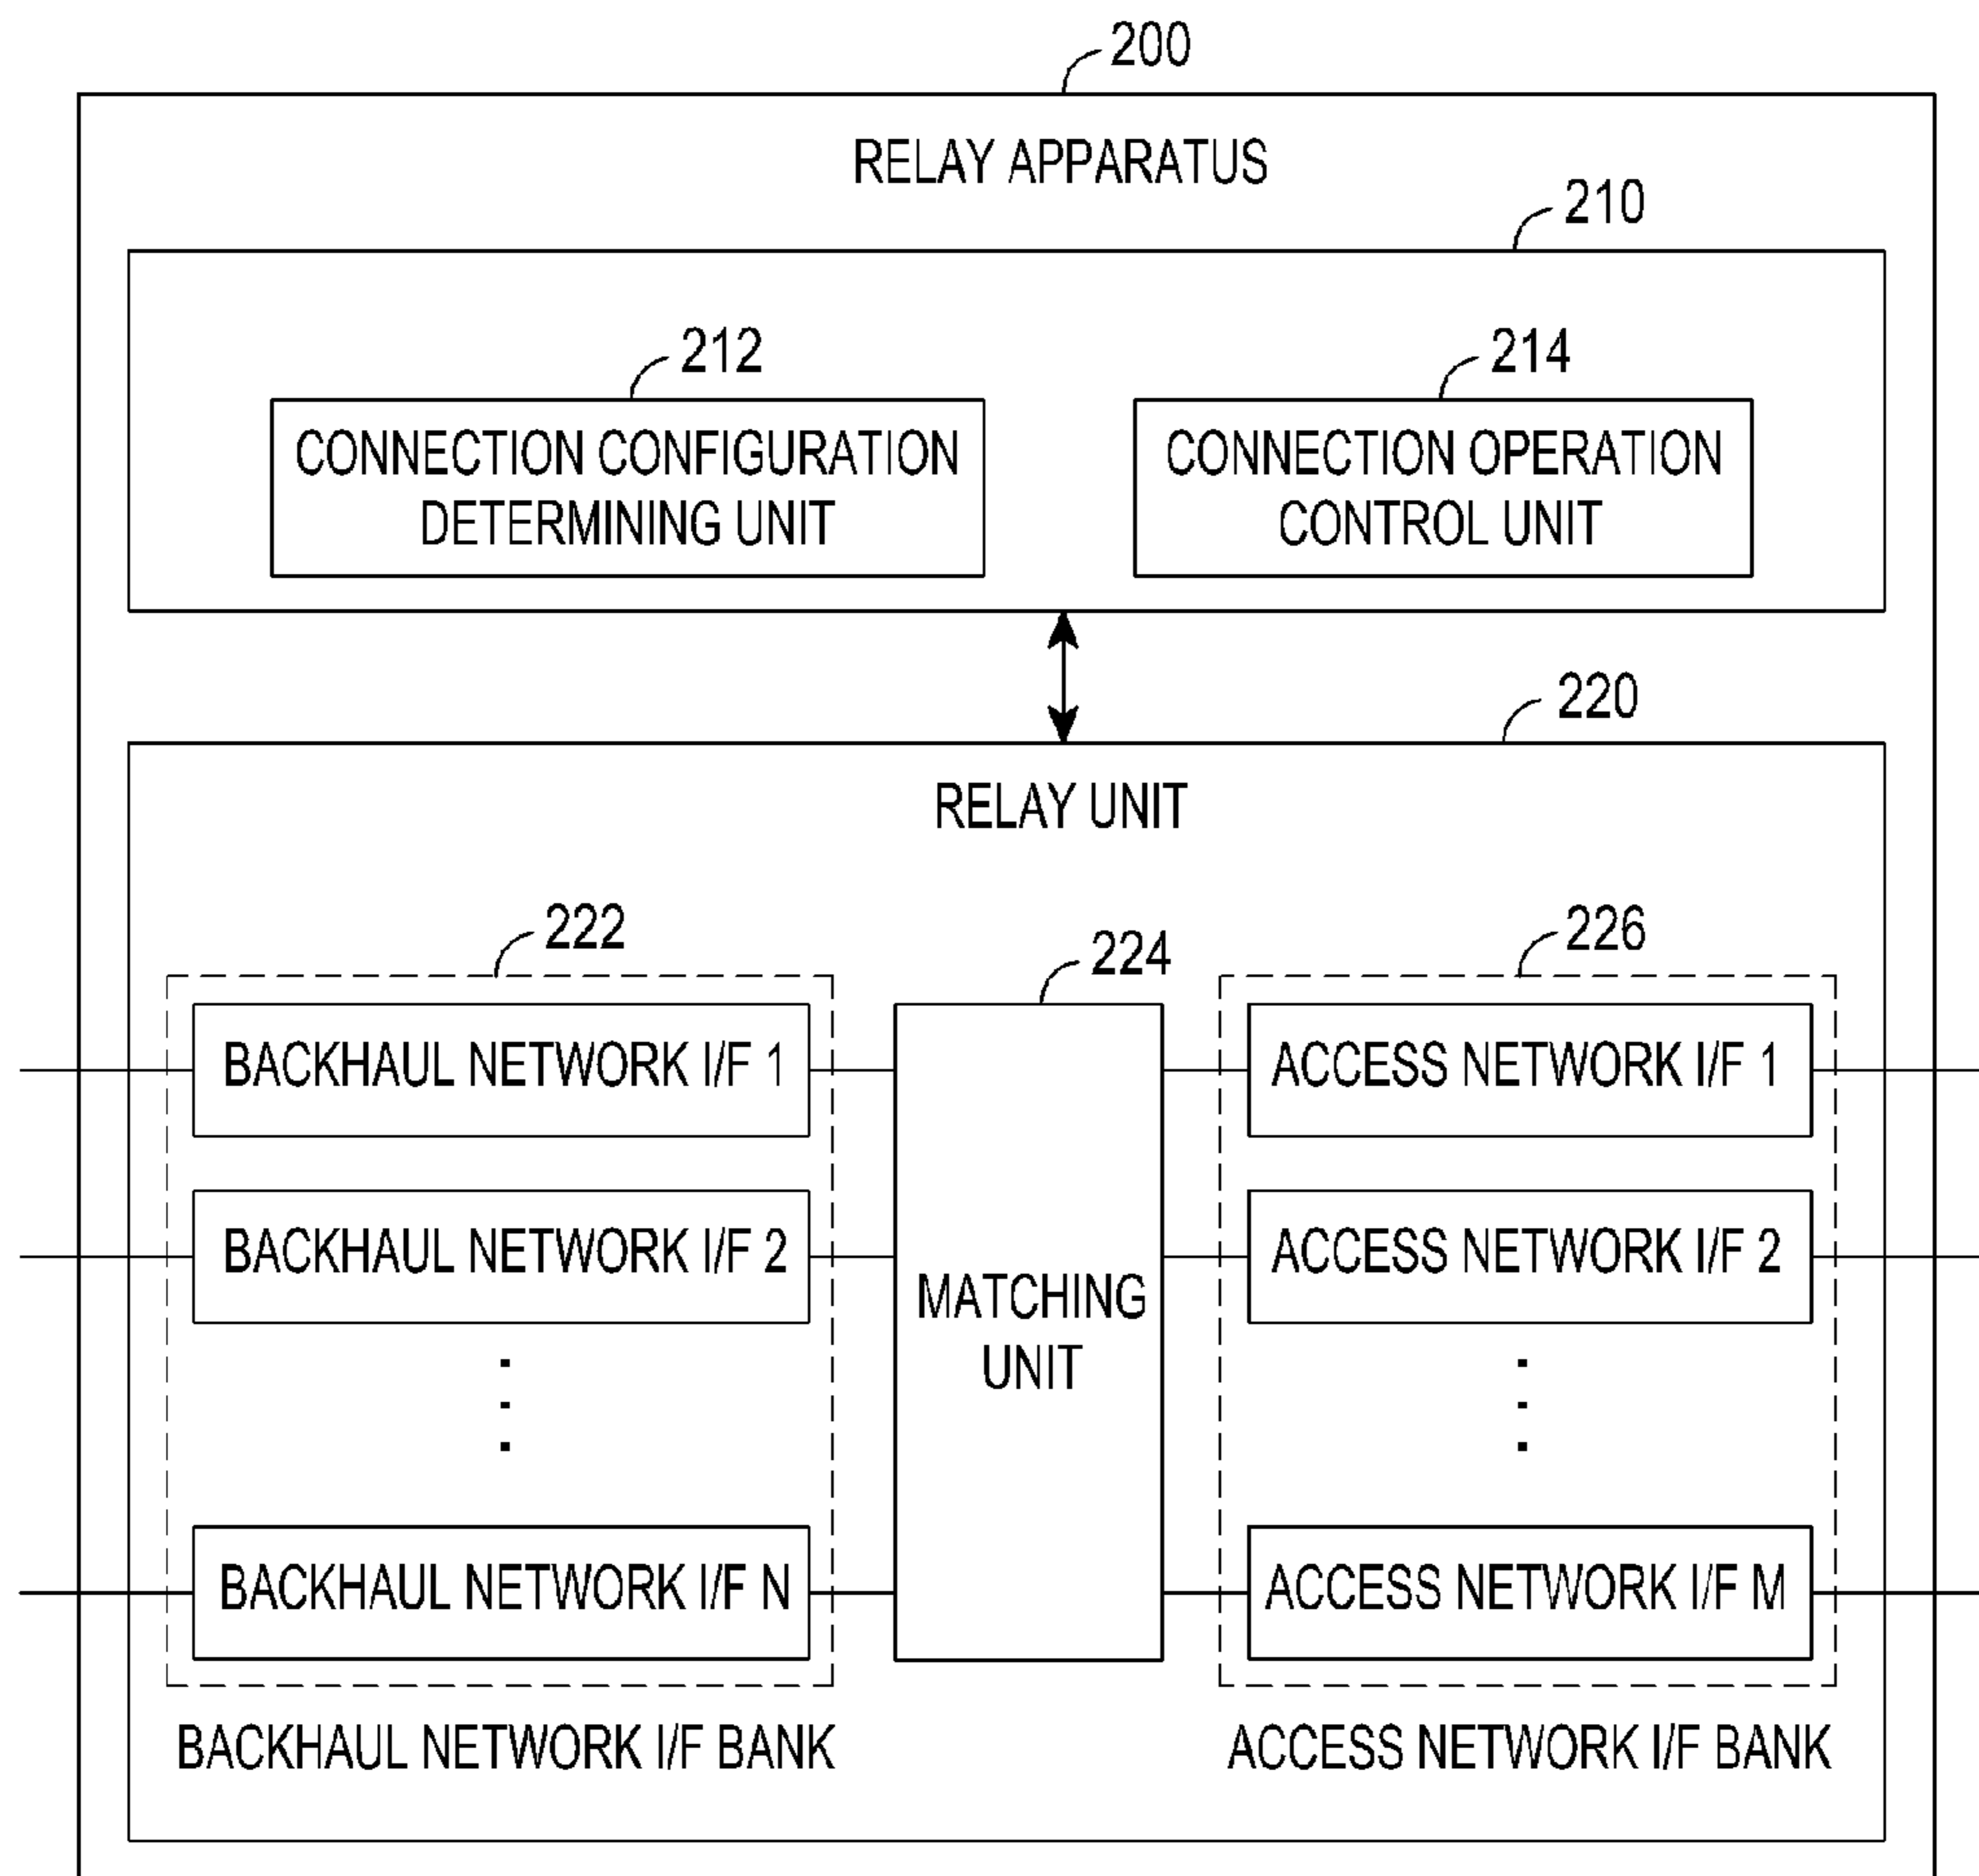 200
RELAY APPARATUS
210
212
214
CONNECTION CONFIGURATION
DETERMINING UNIT
CONNECTION OPERATION
CONTROL UNIT
220
RELAY UNIT
222
224
226
BACKHAUL NETWORK I/F 1
BACKHAUL NETWORK I/F 2
BACKHAUL NETWORK I/F N
MATCHING
UNIT
ACCESS NETWORK I/F 1
ACCESS NETWORK I/F 2
ACCESS NETWORK I/F M
BACKHAUL NETWORK I/F BANK
ACCESS NETWORK I/F BANK